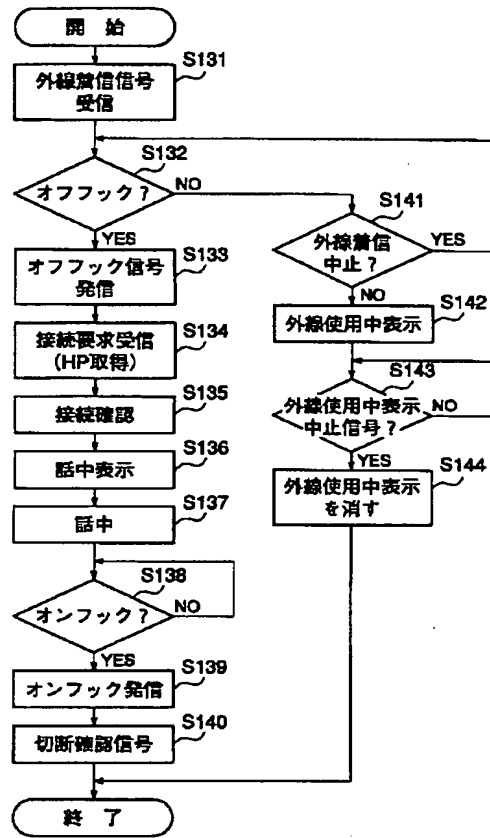 開 始
S131
外線着信信号
受信
S132
オフフック?
NO
YES
S133
オフフック信号
発信
S134
接続要求受信
(HP取得)
S135
接続確認
S136
話中表示
S137
話中
S138
オンフック?
NO
YES
S139
オンフック発信
S140
切断確認信号
終 了
S141
外線着信
中止?
YES
NO
S142
外線使用中表示
S143
外線使用中表示
中止信号?
NO
YES
S144
外線使用中表示
を消す